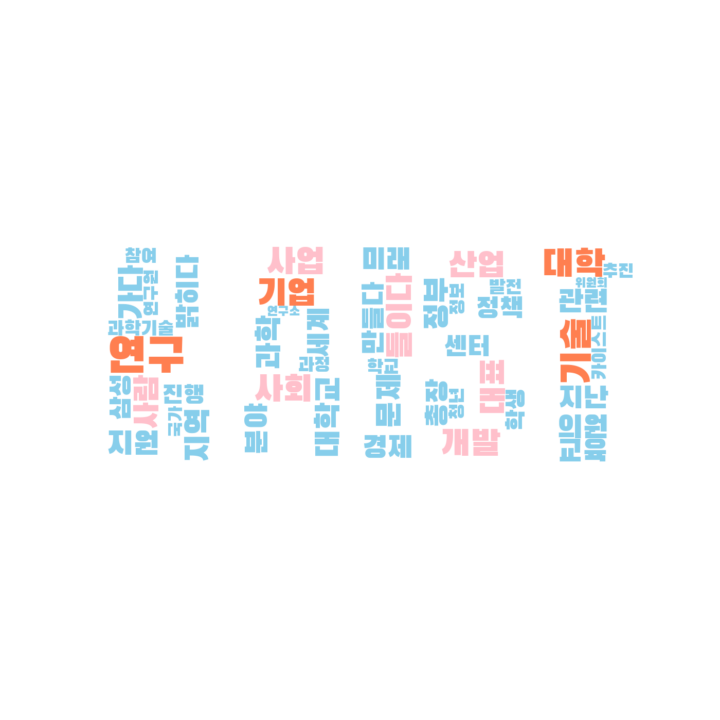 참여
가다
연구원
밝히다
과학기술
연구
삼성
사람
진행
국가
지역
지원
사업
기업
연구소
과학
세계
과정
사회
분야
대학교
미래
만들다
들이다
학교
문제
경제
산업
정부
정보
발전
정책
센터
대표
총장
청년
학생
개발
대학
추진
위원회
관련
기술
카이스트
지난
교육